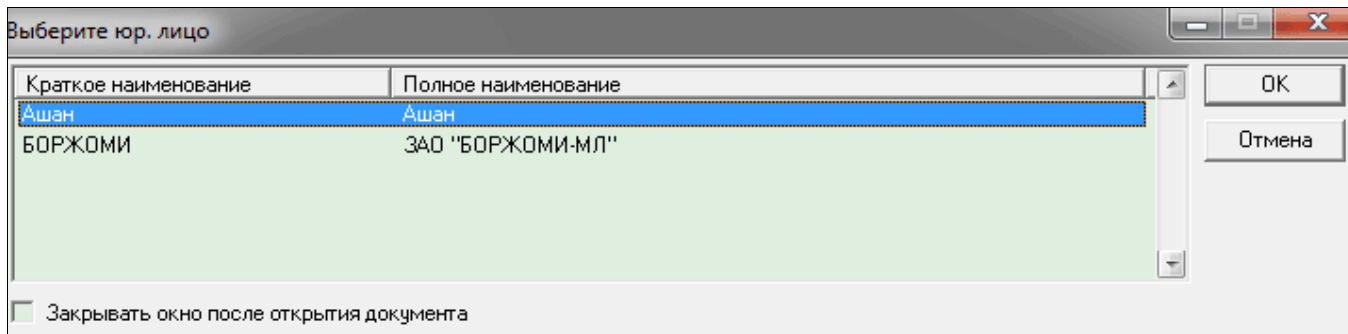 Выберите юр. лицо
Краткое наименование Полное наименование OK
Ашан Ашан
БОРЖОМИ ЗАО "БОРЖОМИ-МЛ" Отмена
Закрывать окно после открытия документа